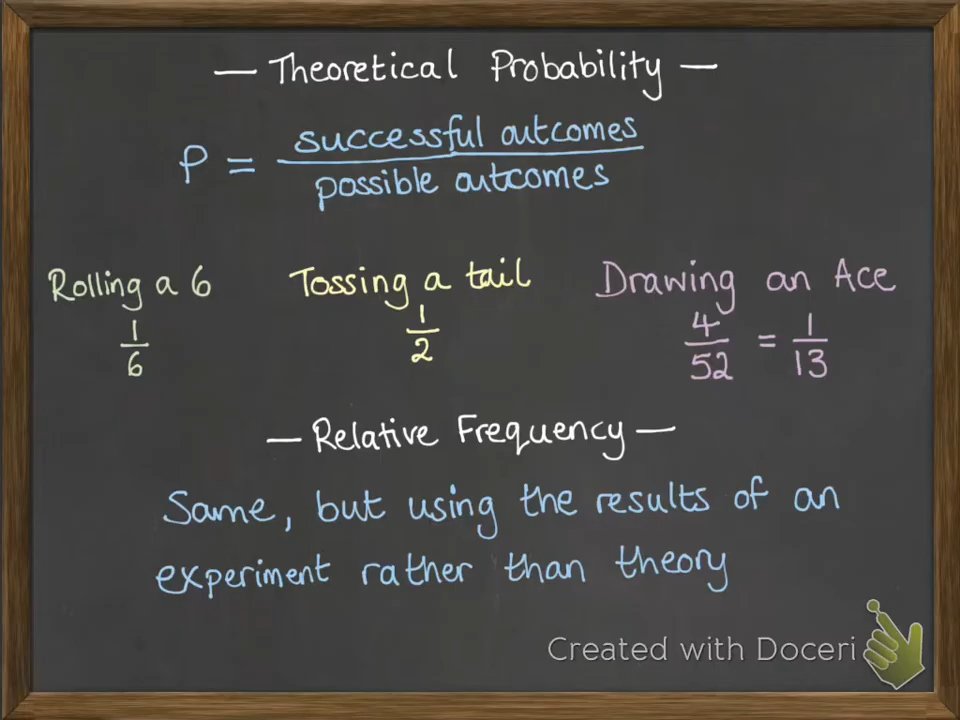 — Theoretical Probability —
P = successful outcomes / possible outcomes
Rolling a 6
1/6
Tossing a tail
1/2
Drawing an Ace
4/52 = 1/13
— Relative Frequency —
Same, but using the results of an
experiment rather than theory
Created with Doceri